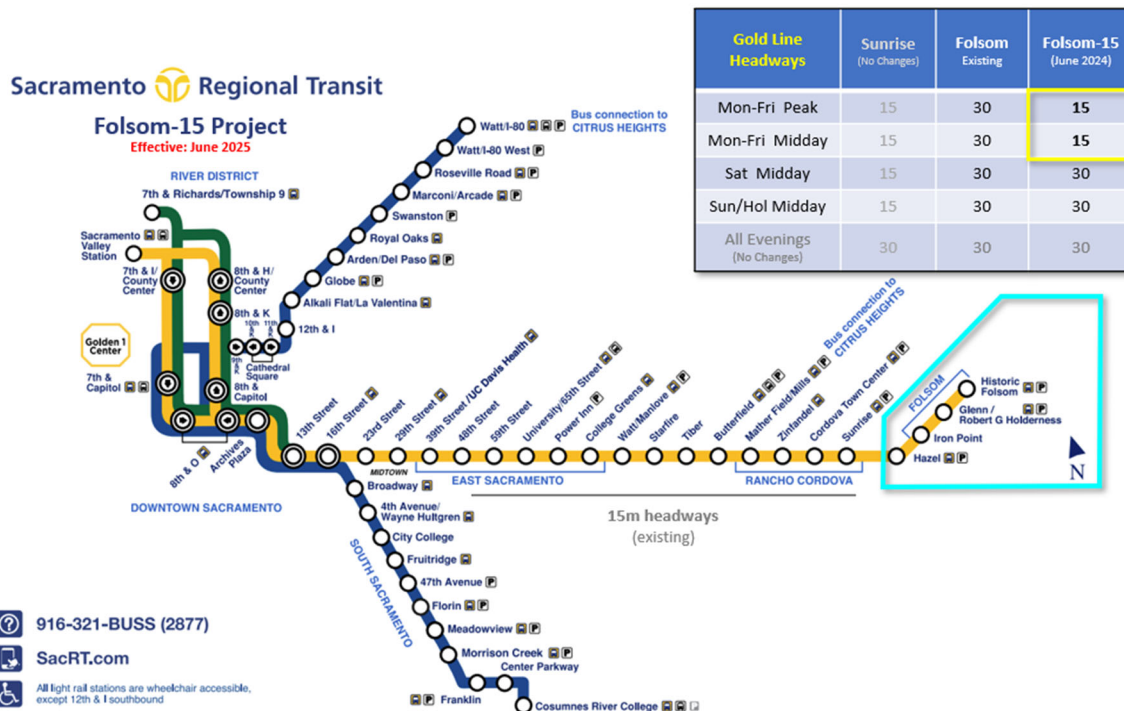 Gold Line
Headways
Sunrise
(No Changes)
Folsom
Existing
Folsom-15
(June 2024)
Mon-Fri Peak
15
30
15
Mon-Fri Midday
15
30
15
Sat Midday
15
30
30
Sun/Hol Midday
15
30
30
All Evenings
(No Changes)
30
30
30
Sacramento Regional Transit
Folsom-15 Project
Effective: June 2025
RIVER DISTRICT
7th & Richards/Township 9
Sacramento
Valley
Station
7th & I/
County
Center
8th & H/
County
Center
8th & K
Golden 1
Center
9th
& K
10th
& K
11th
& K
Cathedral
Square
7th &
Capitol
8th &
Capitol
8th & O
Archives
Plaza
DOWNTOWN SACRAMENTO
Watt/I-80
Bus connection to
CITRUS HEIGHTS
Watt/I-80 West
P
Roseville Road
P
Marconi/Arcade
P
Swanston
P
Royal Oaks
Arden/Del Paso
P
Globe
P
Alkali Flat/La Valentina
12th & I
13th Street
16th Street
23rd Street
MIDTOWN
29th Street
39th Street /UC Davis Health
48th Street
59th Street
University/65th Street
Power Inn
P
College Greens
Watt/Manlove
P
Starfire
Tiber
Butterfield
P
Mather Field/Mills
P
Bus connection to
CITRUS HEIGHTS
Zinfandel
Cordova Town Center
P
Sunrise
P
EAST SACRAMENTO
RANCHO CORDOVA
15m headways
(existing)
FOLSOM
Historic
Folsom
P
Glenn /
Robert G Holderness
P
Iron Point
Hazel
P
N
Broadway
4th Avenue/
Wayne Hultgren
City College
Fruitridge
47th Avenue
P
Florin
P
Meadowview
P
Morrison Creek
P
Center Parkway
P
Franklin
Cosumnes River College
SOUTH SACRAMENTO
916-321-BUSS (2877)
SacRT.com
All light rail stations are wheelchair accessible,
except 12th & I southbound